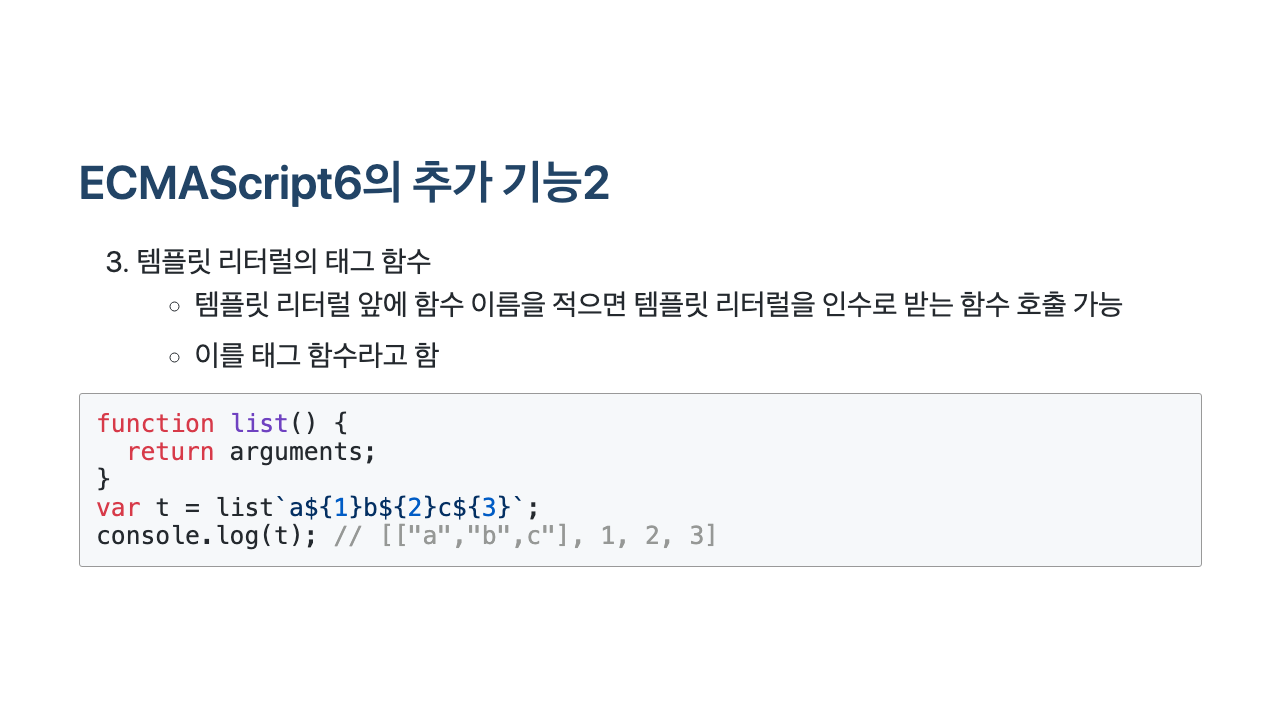 ECMAScript6의 추가 기능2
3. 템플릿 리터럴의 태그 함수
◦ 템플릿 리터럴 앞에 함수 이름을 적으면 템플릿 리터럴을 인수로 받는 함수 호출 가능
◦ 이를 태그 함수라고 함
function list() {
  return arguments;
}
var t = list`a${1}b${2}c${3}`;
console.log(t); // [["a","b",c"], 1, 2, 3]